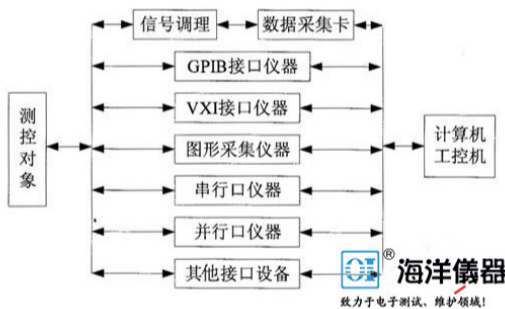 信号调理
数据采集卡
GPIB接口仪器
VXI接口仪器
图形采集仪器
串行口仪器
并行口仪器
其他接口设备
测控对象
计算机
工控机
OI®海洋儀器
致力于电子测试、维护领域!